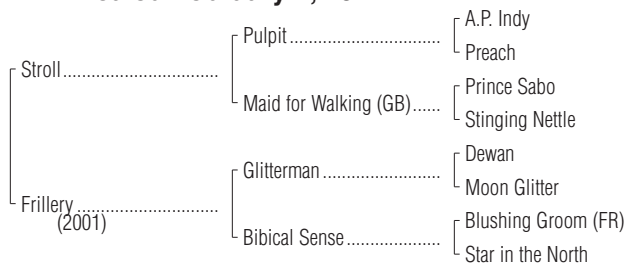 A.P. Indy
Pulpit
Preach
Stroll
Prince Sabo
Maid for Walking (GB)
Stinging Nettle
Dewan
Glitterman
Moon Glitter
Frillery
(2001)
Blushing Groom (FR)
Bibical Sense
Star in the North